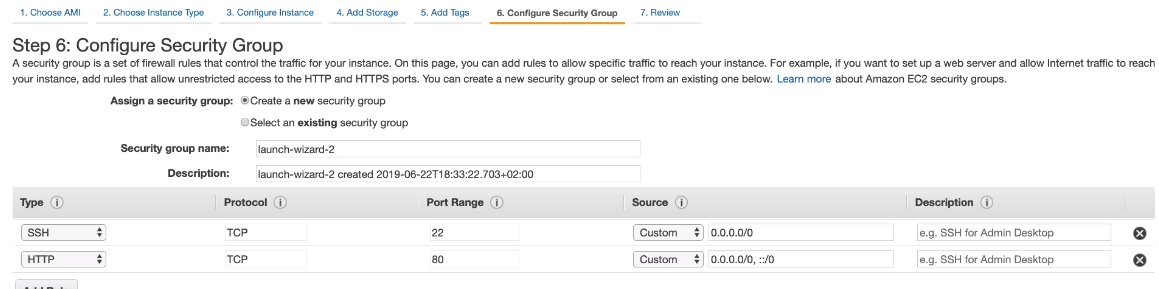 1. Choose AMI 2. Choose Instance Type 3. Configure Instance 4. Add Storage 5. Add Tags 6. Configure Security Group 7. Review
Step 6: Configure Security Group
A security group is a set of firewall rules that control the traffic for your instance. On this page, you can add rules to allow specific traffic to reach your instance. For example, if you want to set up a web server and allow Internet traffic to reach
your instance, add rules that allow unrestricted access to the HTTP and HTTPS ports. You can create a new security group or select from an existing one below. Learn more about Amazon EC2 security groups.
Assign a security group: Create a new security group
Select an existing security group
Security group name: launch-wizard-2
Description: launch-wizard-2 created 2019-06-22T18:33:22.703+02:00
Type i Protocol i Port Range i Source i Description i
SSH TCP 22 Custom 0.0.0.0/0 e.g. SSH for Admin Desktop
HTTP TCP 80 Custom 0.0.0.0/0, ::/0 e.g. SSH for Admin Desktop